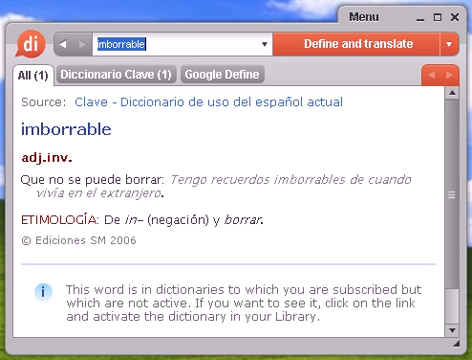 Menu
di
imborrable
Define and translate
All (1)
Diccionario Clave (1)
Google Define
Source: Clave - Diccionario de uso del español actual
imborrable
adj.inv.
Que no se puede borrar: Tengo recuerdos imborrables de cuando
vivía en el extranjero.
ETIMOLOGÍA: De in- (negación) y borrar.
© Ediciones SM 2006
i
This word is in dictionaries to which you are subscribed but
which are not active. If you want to see it, click on the link
and activate the dictionary in your Library.